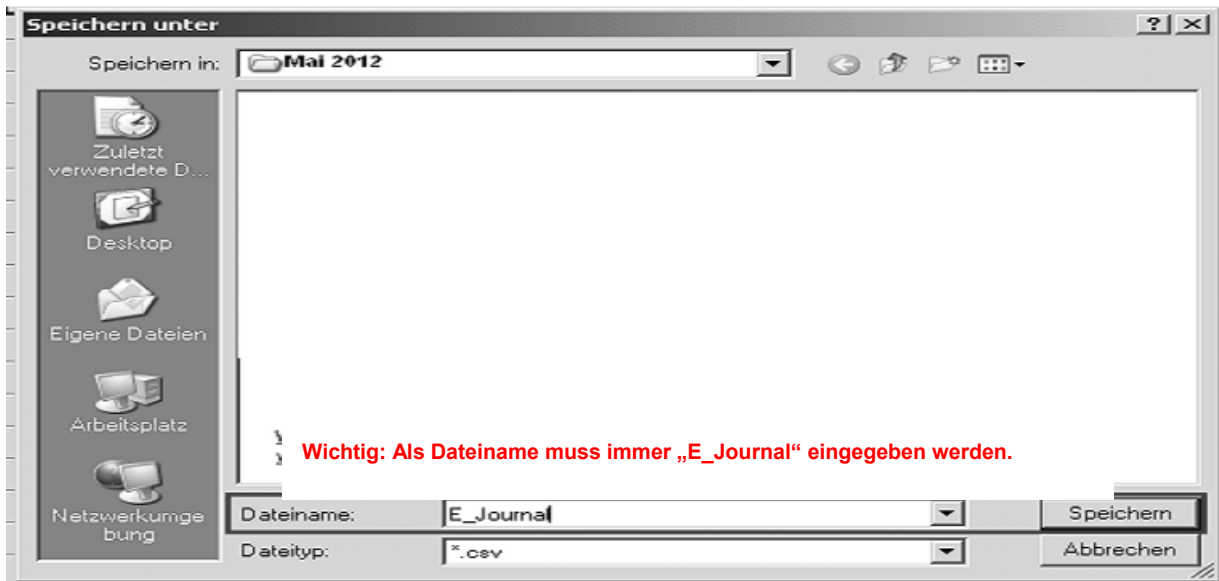 Speichern unter
Speichern in:
Mai 2012
Zuletzt
verwendete D...
Desktop
Eigene Dateien
Arbeitsplatz
Wichtig: Als Dateiname muss immer „E_Journal“ eingegeben werden.
Netzwerkumge
bung
Dateiname:
E_Journal
Speichern
Dateityp:
*.csv
Abbrechen